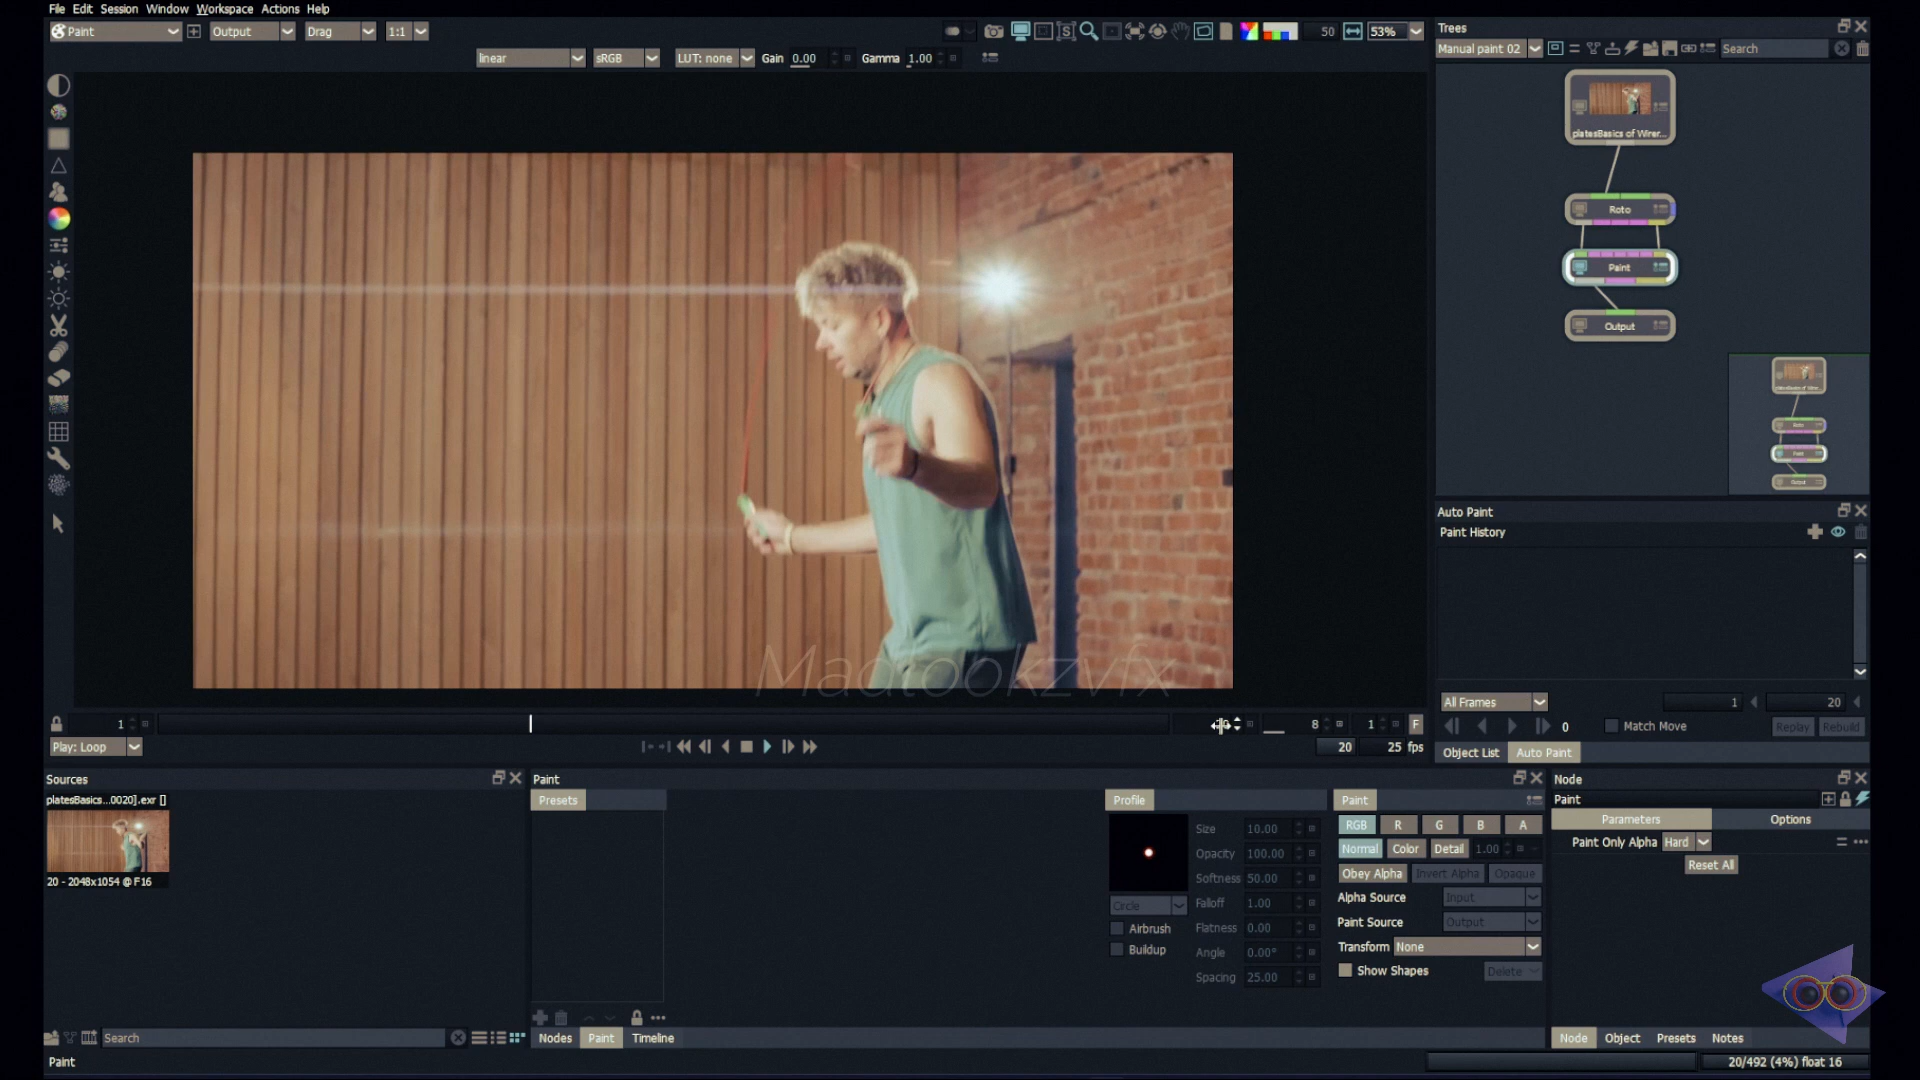 File Edit Session Window Workspace Actions Help
Paint Output Drag 1:1 50 53%
linear sRGB LUT: none Gain 0.00 Gamma 1.00
Trees
Manual paint 02 Search
platesBasics of Wirer...
Roto
Paint
Output
Madlookzvfx
Auto Paint
Paint History
All Frames 1 20
0 Match Move Replay Rebuild
Object List Auto Paint
1 8 1 F
Play: Loop 20 25 fps
Sources
platesBasics...0020].exr []
20 - 2048x1054 @ F16
Search
Paint
Presets
Nodes Paint Timeline
Profile
Circle
Airbrush
Buildup
Size 10.00
Opacity 100.00
Softness 50.00
Falloff 1.00
Flatness 0.00
Angle 0.00°
Spacing 25.00
Paint
RGB R G B A
Normal Color Detail 1.00
Obey Alpha Invert Alpha Opaque
Alpha Source Input
Paint Source Output
Transform None
Show Shapes Delete
Node
Paint
Parameters Options
Paint Only Alpha Hard
Reset All
Node Object Presets Notes
Paint
20/492 (4%) float 16